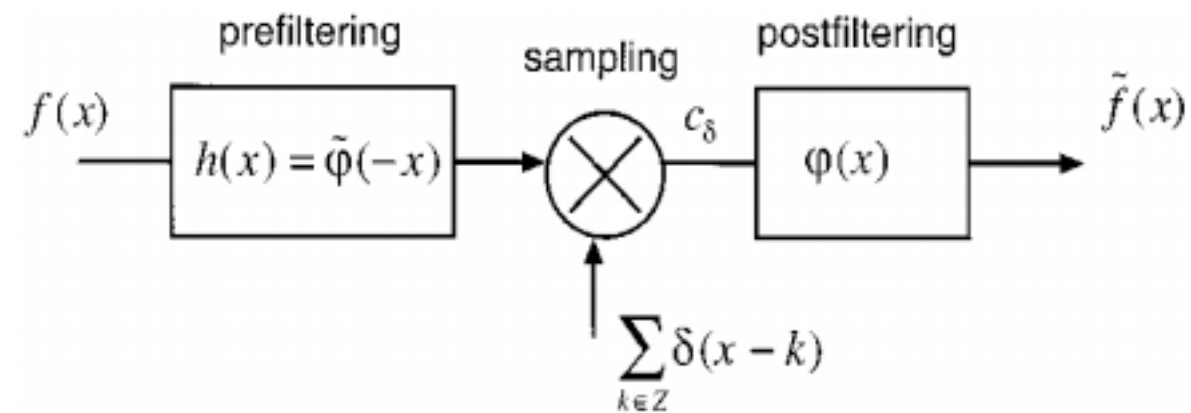 prefiltering
sampling
postfiltering
f(x)
h(x) = φ̃(-x)
c_δ
φ(x)
f̃(x)
∑ δ(x - k)
k∈Z